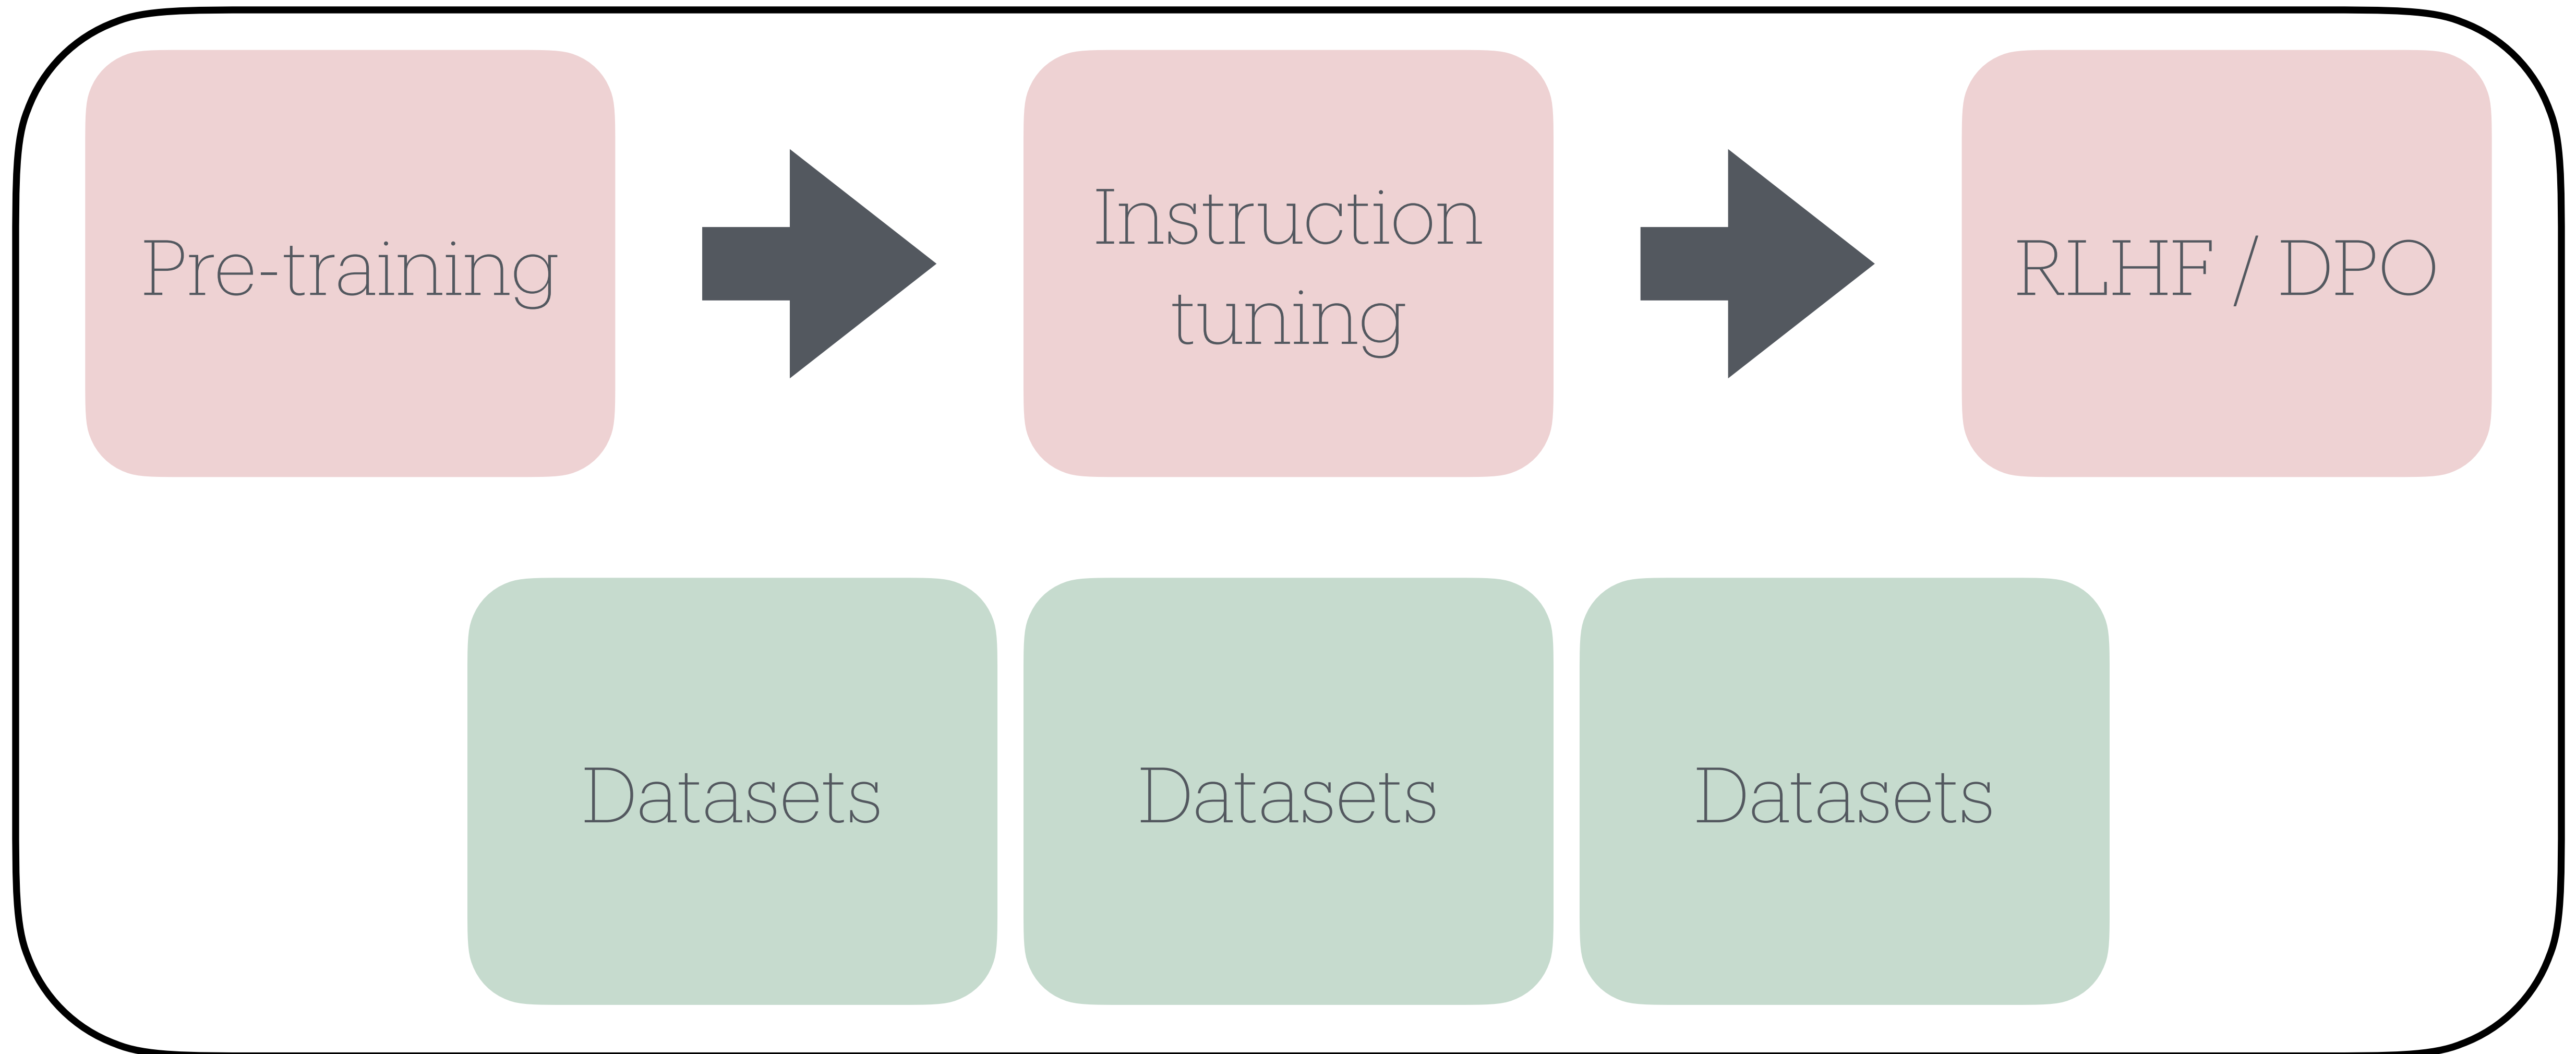 Pre-training
Instruction
tuning
RLHF / DPO
Datasets
Datasets
Datasets